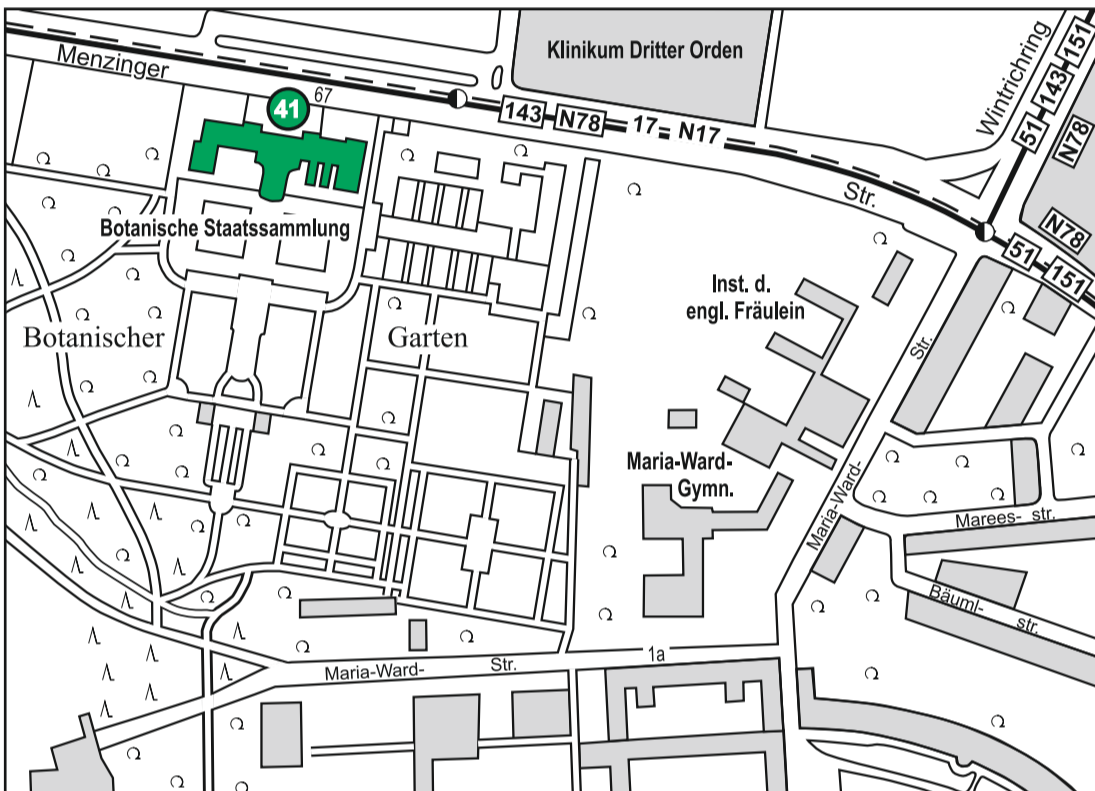 Klinikum Dritter Orden
Menzinger
41
67
143
N78
17
N17
Wintrichring
51
143
151
N78
Str.
N78
51
151
Botanische Staatssammlung
Inst. d.
engl. Fräulein
Botanischer
Garten
Str.
Maria-Ward-
Gymn.
Maria-Ward-
Marees- str.
Bäuml-
str.
Maria-Ward-
Str.
1a